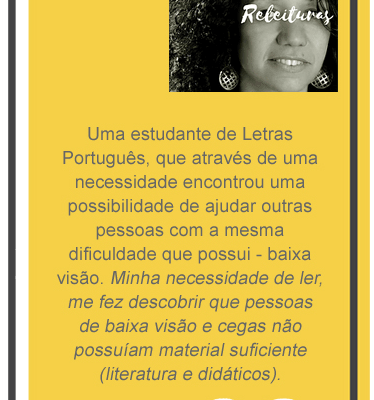 Releituras
Uma estudante de Letras
Português, que através de uma
necessidade encontrou uma
possibilidade de ajudar outras
pessoas com a mesma
dificuldade que possui - baixa
visão. Minha necessidade de ler,
me fez descobrir que pessoas
de baixa visão e cegas não
possuíam material suficiente
(literatura e didáticos).